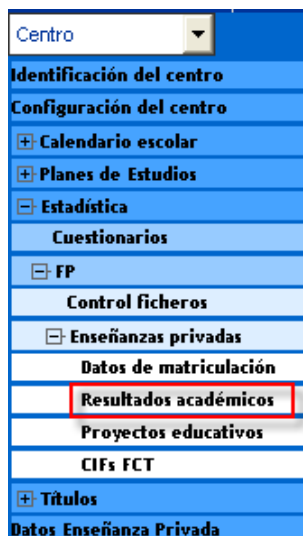 Centro
Identificación del centro
Configuración del centro
Calendario escolar
Planes de Estudios
Estadística
Cuestionarios
FP
Control ficheros
Enseñanzas privadas
Datos de matriculación
Resultados académicos
Proyectos educativos
CIFs FCT
Títulos
Datos Enseñanza Privada